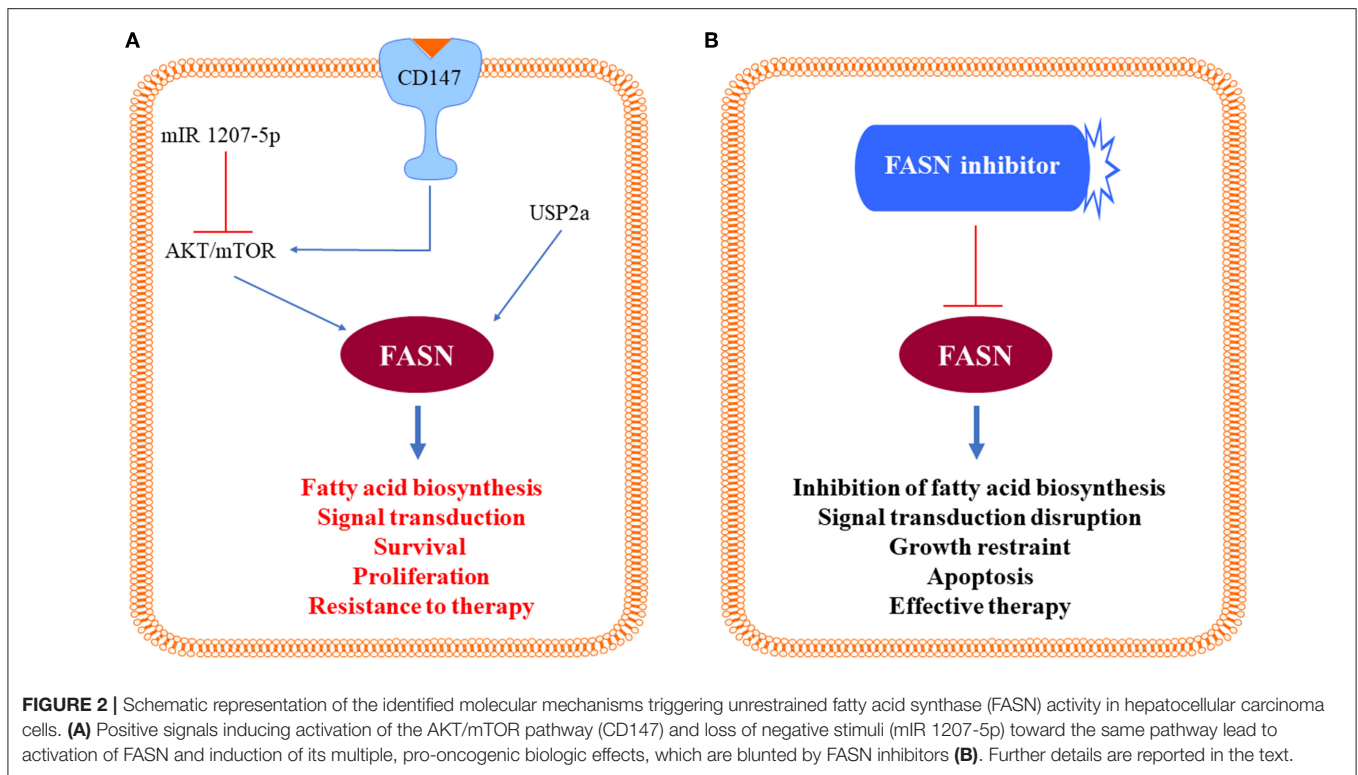 A
CD147
mIR 1207-5p
AKT/mTOR
USP2a
FASN
Fatty acid biosynthesis
Signal transduction
Survival
Proliferation
Resistance to therapy
B
FASN inhibitor
FASN
Inhibition of fatty acid biosynthesis
Signal transduction disruption
Growth restraint
Apoptosis
Effective therapy
FIGURE 2 | Schematic representation of the identified molecular mechanisms triggering unrestrained fatty acid synthase (FASN) activity in hepatocellular carcinoma
cells. (A) Positive signals inducing activation of the AKT/mTOR pathway (CD147) and loss of negative stimuli (mIR 1207-5p) toward the same pathway lead to
activation of FASN and induction of its multiple, pro-oncogenic biologic effects, which are blunted by FASN inhibitors (B). Further details are reported in the text.